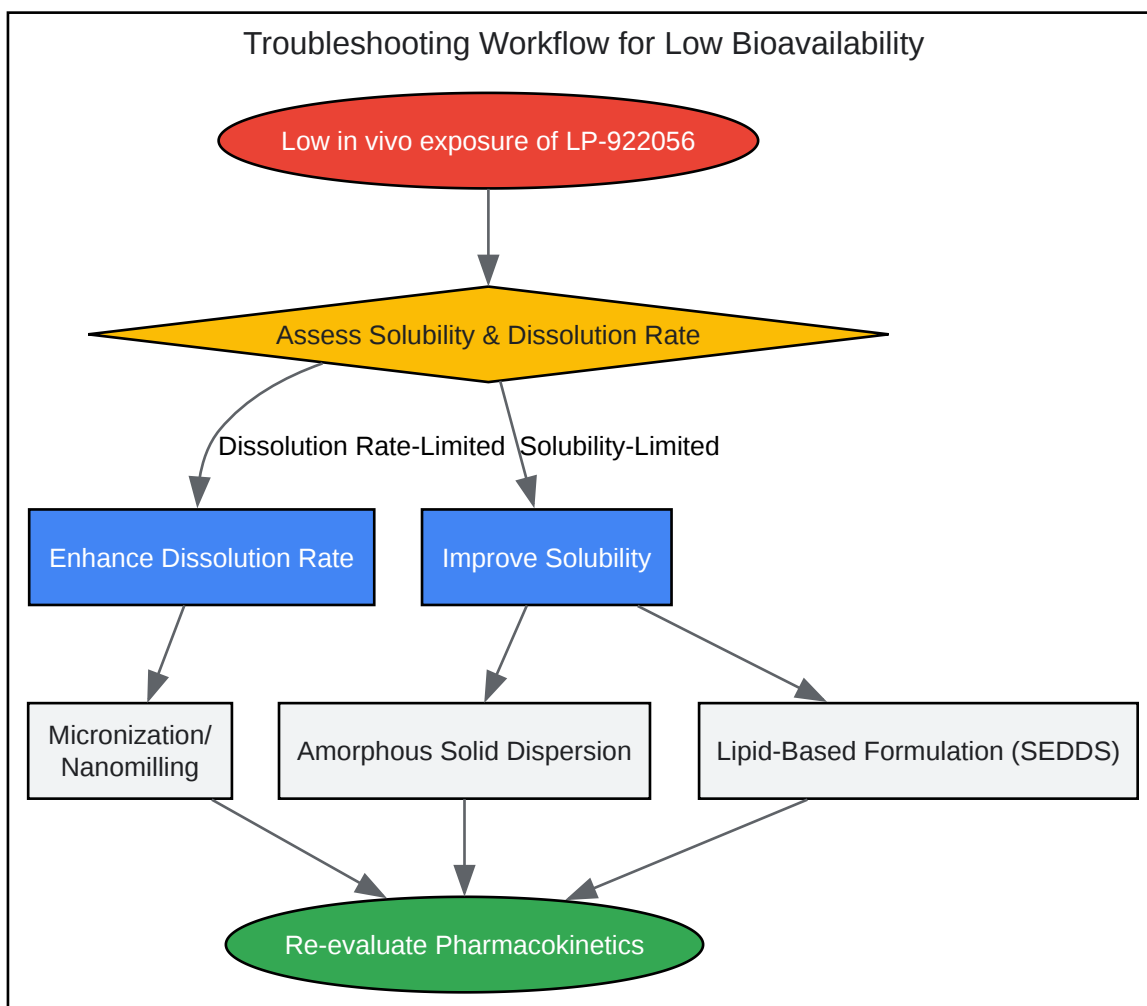 Troubleshooting Workflow for Low Bioavailability
Low in vivo exposure of LP-922056
Assess Solubility & Dissolution Rate
Dissolution Rate-Limited
Solubility-Limited
Enhance Dissolution Rate
Improve Solubility
Micronization/
Nanomilling
Amorphous Solid Dispersion
Lipid-Based Formulation (SEDDS)
Re-evaluate Pharmacokinetics